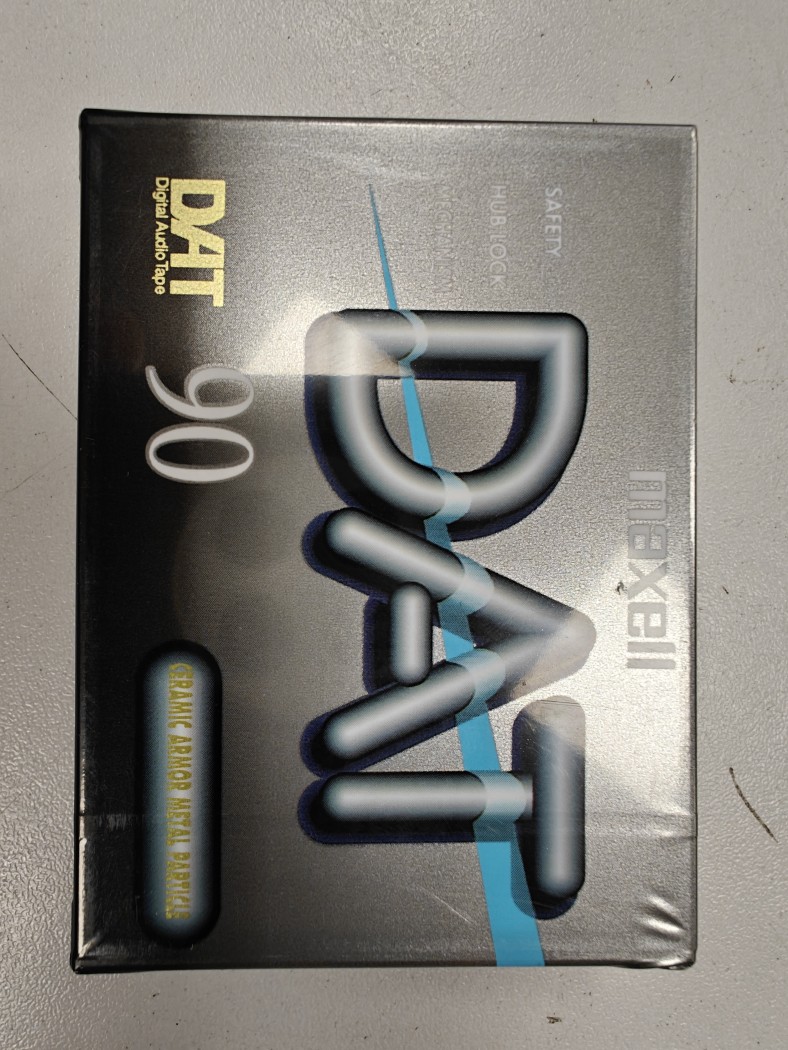 maxell
SAFETY
HUB LOCK
DAT
DAT
Digital Audio Tape
90
CERAMIC ARMOR METAL PARTICLE